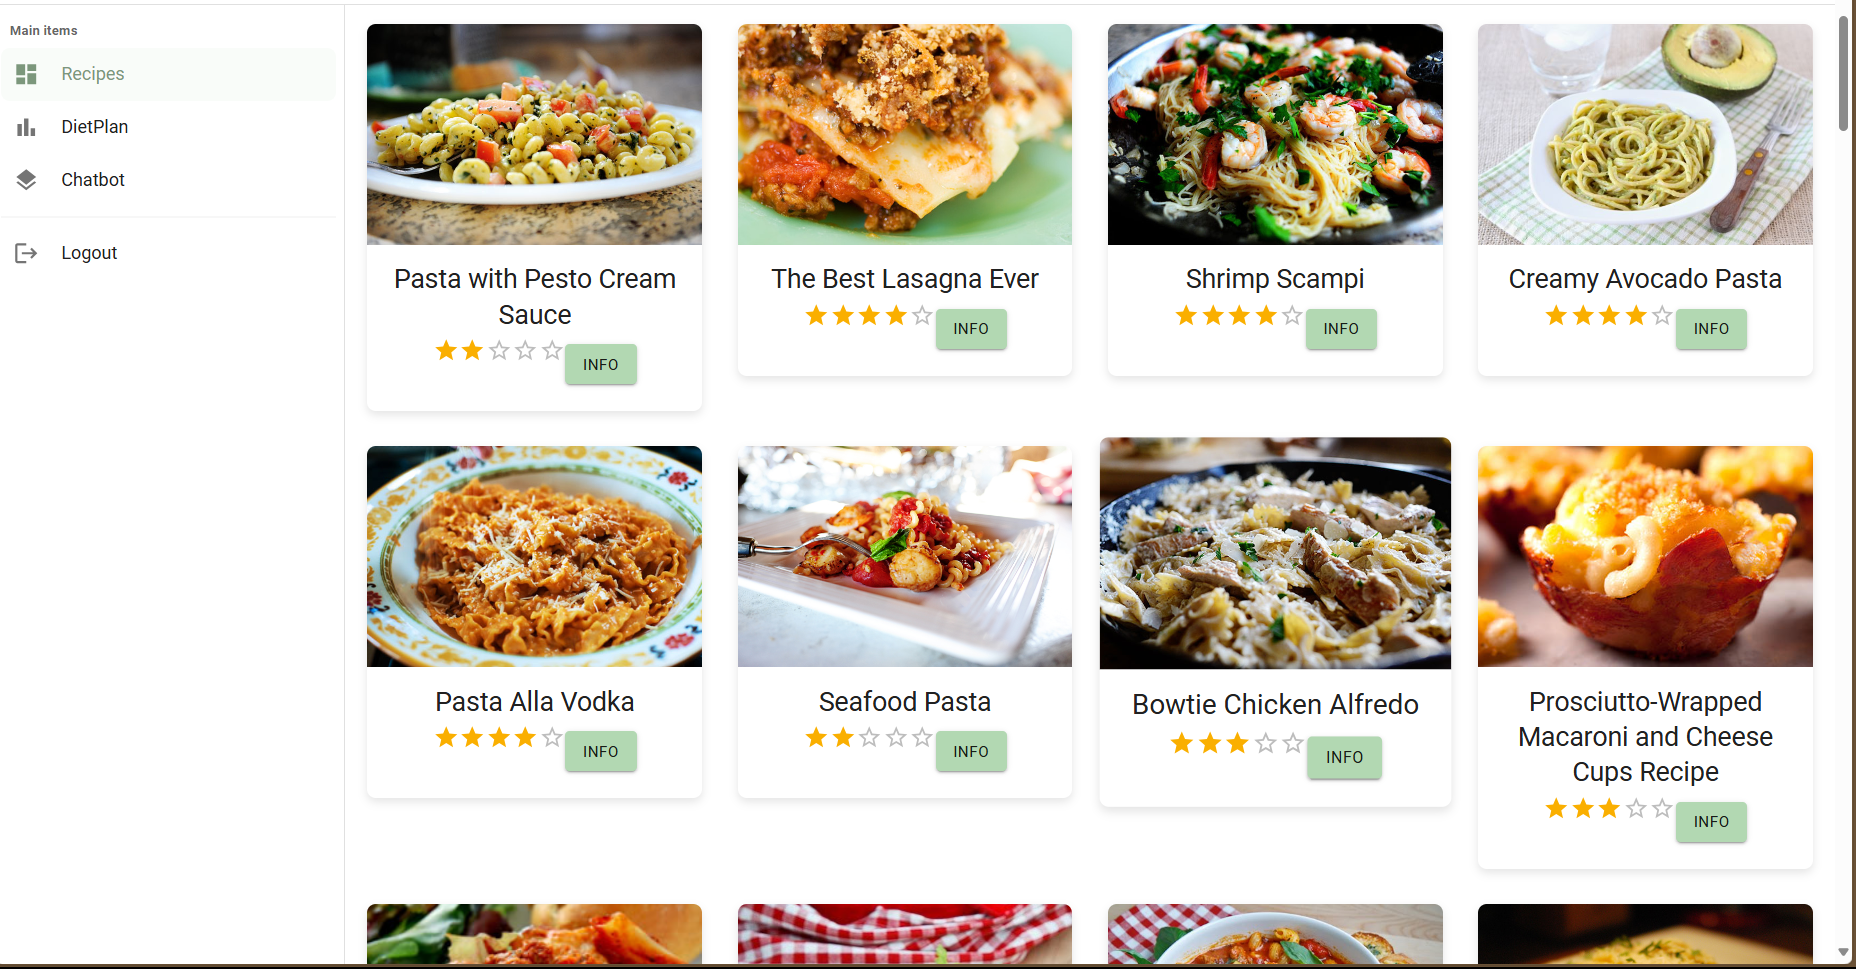 Main items
Recipes
DietPlan
Chatbot
Logout
Pasta with Pesto Cream
Sauce
INFO
The Best Lasagna Ever
INFO
Shrimp Scampi
INFO
Creamy Avocado Pasta
INFO
Pasta Alla Vodka
INFO
Seafood Pasta
INFO
Bowtie Chicken Alfredo
INFO
Prosciutto-Wrapped
Macaroni and Cheese
Cups Recipe
INFO